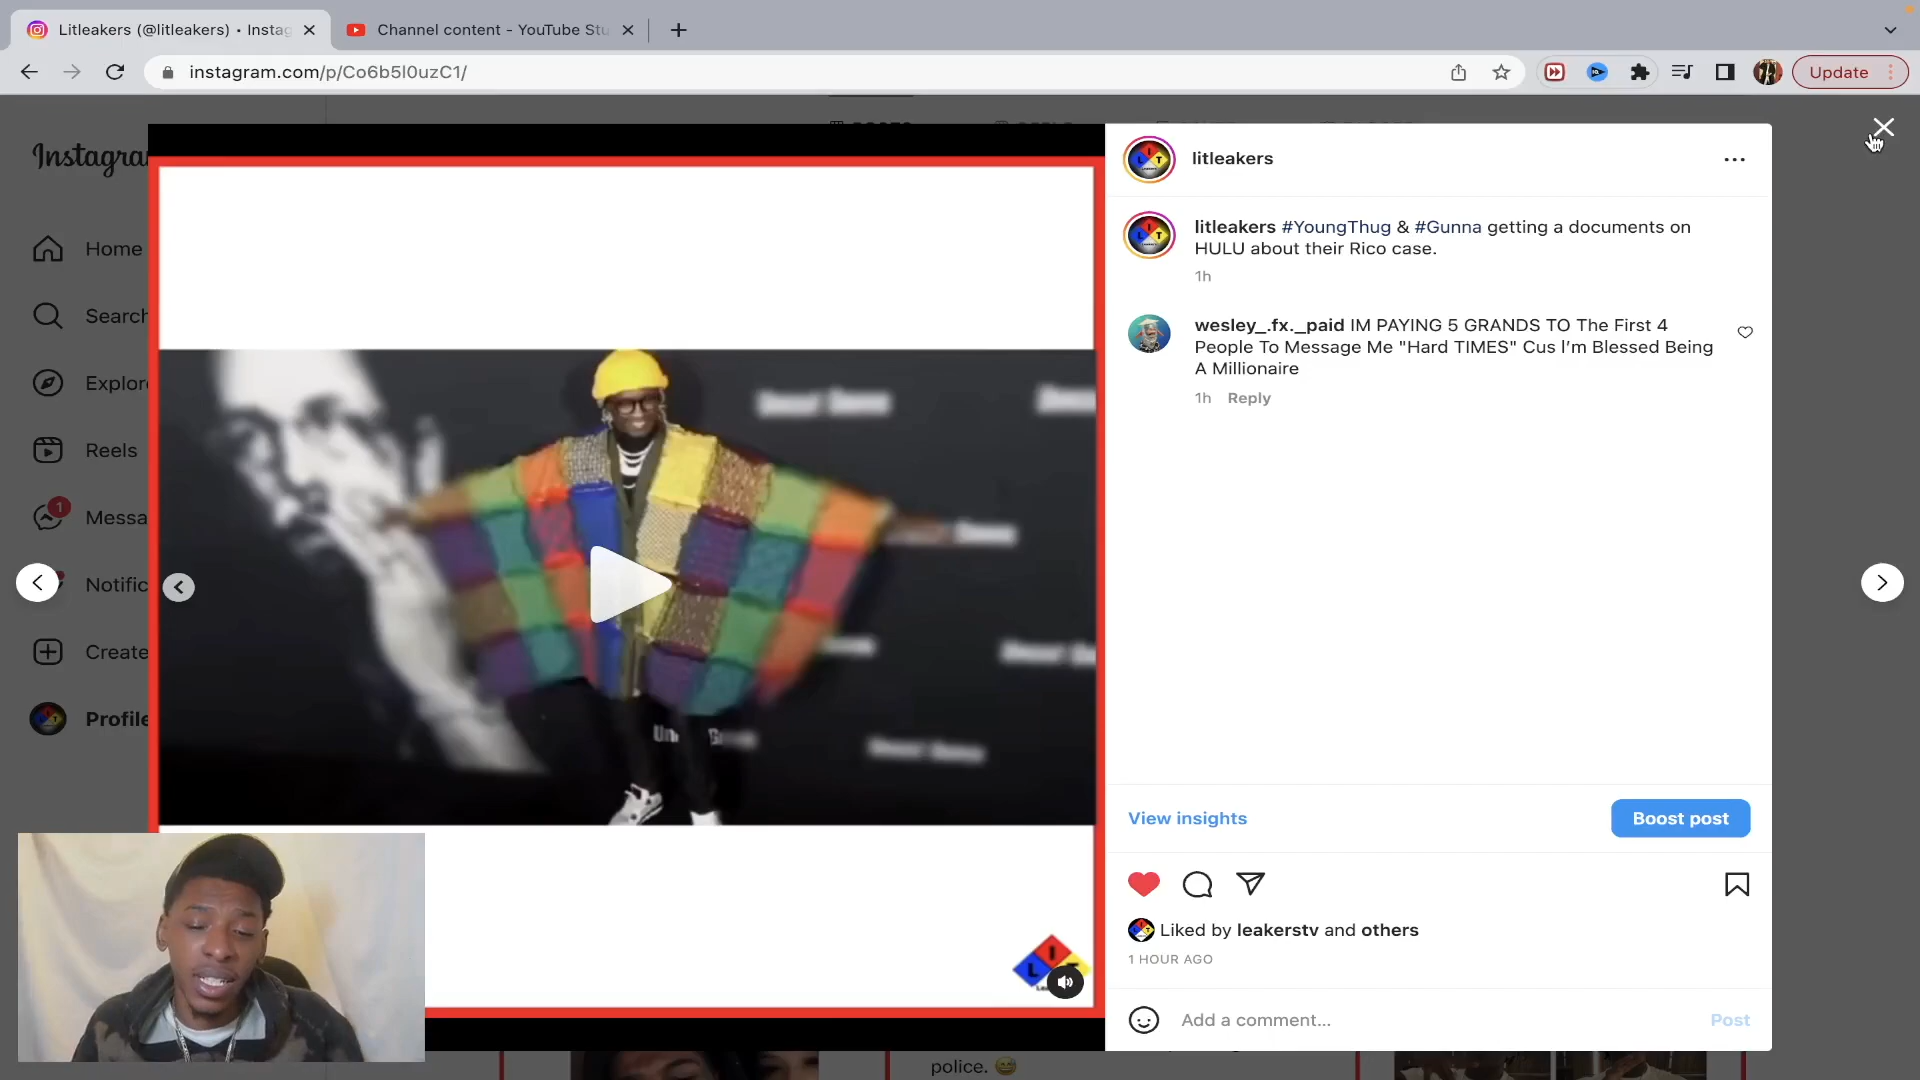 Litleakers (@litleakers) • Instag
Channel content - YouTube Stu
instagram.com/p/Co6b5l0uzC1/
Update
Instagra
Home
Search
Explor
Reels
1
Messa
Notific
Create
Profile
litleakers
litleakers #YoungThug & #Gunna getting a documents on
HULU about their Rico case.
1h
wesley_.fx._paid IM PAYING 5 GRANDS TO The First 4
People To Message Me "Hard TIMES" Cus I'm Blessed Being
A Millionaire
1h Reply
View insights
Boost post
Liked by leakerstv and others
1 HOUR AGO
Add a comment...
Post
L I T
police. 😅